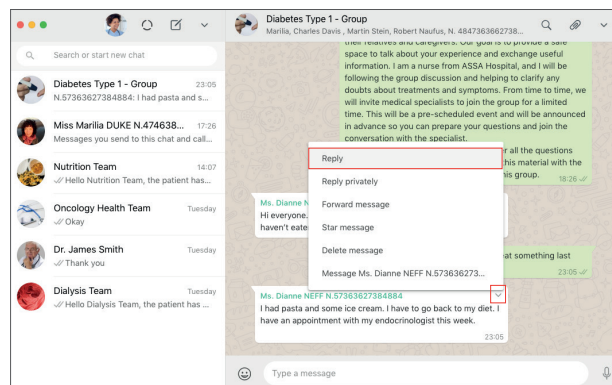 Search or start new chat
Diabetes Type 1 - Group 23:05
N.57363627384884: I had pasta and s...
Miss Marilia DUKE N.474638... 17:26
Messages you send to this chat and call...
Nutrition Team 14:07
Hello Nutrition Team, the patient has...
Oncology Health Team Tuesday
Okay
Dr. James Smith Tuesday
Thank you
Dialysis Team Tuesday
Hello Dialysis Team, the patient has ...
Diabetes Type 1 - Group
Marilia, Charles Davis , Martin Stein, Robert Naufus, N. 4847363662738...
their relatives and caregivers. Our goal is to provide a safe
space to talk about your experience and exchange useful
information. I am a nurse from ASSA Hospital, and I will be
following the group discussion and helping to clarify any
doubts about treatments and symptoms. From time to time, we
will invite medical specialists to join the group for a limited
time. This will be a pre-scheduled event and will be announced
in advance so you can prepare your questions and join the
conversation with the specialist.
r all the questions
his material with the
his group.
18:26
Reply
Reply privately
Forward message
Star message
Delete message
Message Ms. Dianne NEFF N.573636273...
Ms. Dianne N
Hi everyone.
haven't eate
at something last
23:05
Ms. Dianne NEFF N.57363627384884
I had pasta and some ice cream. I have to go back to my diet. I
have an appointment with my endocrinologist this week.
23:05
Type a message